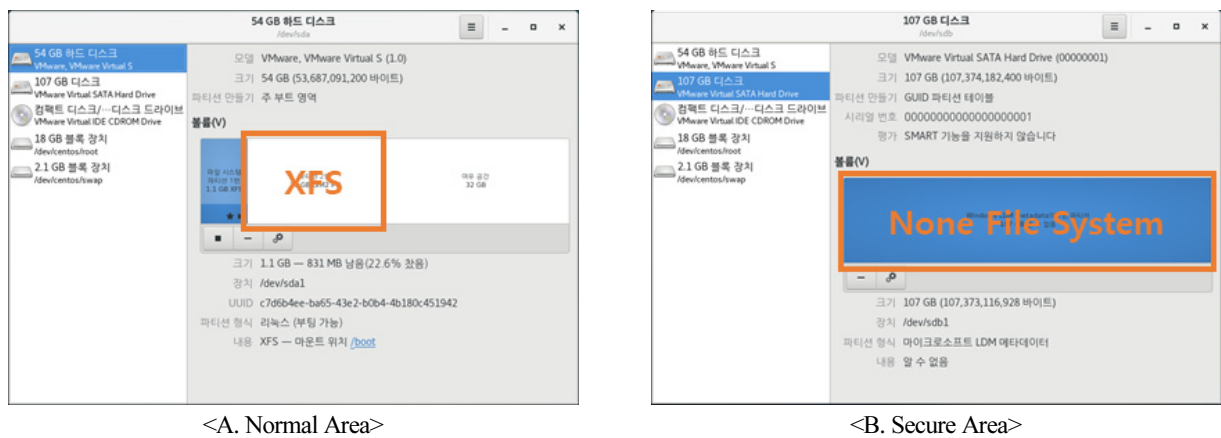 54 GB 하드 디스크
/dev/sda
54 GB 하드 디스크
VMware, VMware Virtual S
107 GB 디스크
VMware Virtual SATA Hard Drive
컴팩트 디스크/…디스크 드라이브
VMware Virtual IDE CDROM Drive
18 GB 블록 장치
/dev/centos/root
2.1 GB 블록 장치
/dev/centos/swap
모델 VMware, VMware Virtual S (1.0)
크기 54 GB (53,687,091,200 바이트)
파티션 만들기 주 부트 영역
볼륨(V)
파일 시스템
파티션 1번
1.1 GB XFS
XFS
여유 공간
32 GB
크기 1.1 GB — 831 MB 남음(22.6% 찼음)
장치 /dev/sda1
UUID c7d6b4ee-ba65-43e2-b0b4-4b180c451942
파티션 형식 리눅스 (부팅 가능)
내용 XFS — 마운트 위치 /boot
<A. Normal Area>
107 GB 디스크
/dev/sdb
54 GB 하드 디스크
VMware, VMware Virtual S
107 GB 디스크
VMware Virtual SATA Hard Drive
컴팩트 디스크/…디스크 드라이브
VMware Virtual IDE CDROM Drive
18 GB 블록 장치
/dev/centos/root
2.1 GB 블록 장치
/dev/centos/swap
모델 VMware Virtual SATA Hard Drive (00000001)
크기 107 GB (107,374,182,400 바이트)
파티션 만들기 GUID 파티션 테이블
시리얼 번호 00000000000000000001
평가 SMART 기능을 지원하지 않습니다
볼륨(V)
None File System
크기 107 GB (107,373,116,928 바이트)
장치 /dev/sdb1
파티션 형식 마이크로소프트 LDM 메타데이터
내용 알 수 없음
<B. Secure Area>